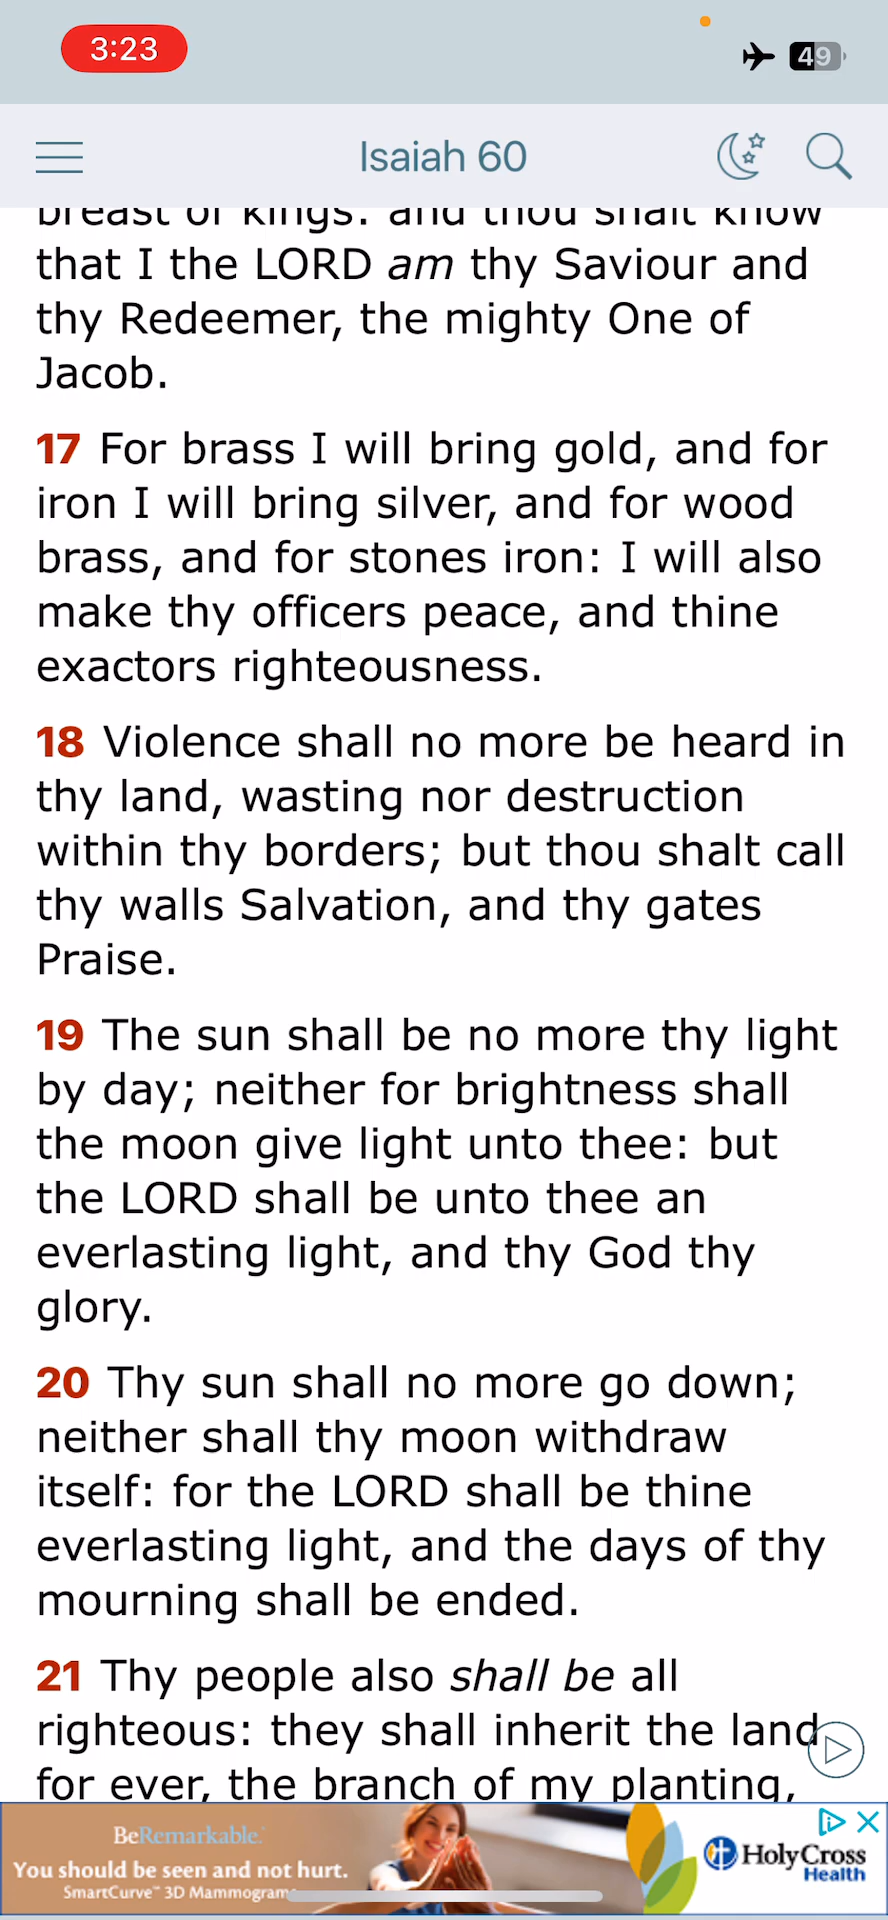 3:23
49
Isaiah 60
breast of kings: and thou shalt know
that I the LORD am thy Saviour and
thy Redeemer, the mighty One of
Jacob.
17 For brass I will bring gold, and for
iron I will bring silver, and for wood
brass, and for stones iron: I will also
make thy officers peace, and thine
exactors righteousness.
18 Violence shall no more be heard in
thy land, wasting nor destruction
within thy borders; but thou shalt call
thy walls Salvation, and thy gates
Praise.
19 The sun shall be no more thy light
by day; neither for brightness shall
the moon give light unto thee: but
the LORD shall be unto thee an
everlasting light, and thy God thy
glory.
20 Thy sun shall no more go down;
neither shall thy moon withdraw
itself: for the LORD shall be thine
everlasting light, and the days of thy
mourning shall be ended.
21 Thy people also shall be all
righteous: they shall inherit the land
for ever, the branch of my planting,
BeRemarkable.
You should be seen and not hurt.
SmartCurve™ 3D Mammogram
HolyCross
Health